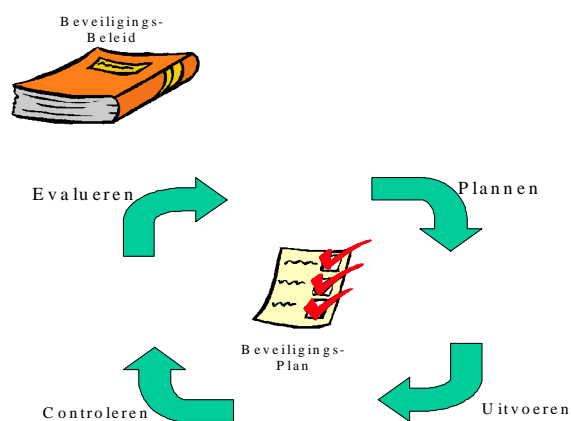 Beveiligings-
Beleid
Evalueren
Plannen
Beveiligings-
Plan
Controleren
Uitvoeren